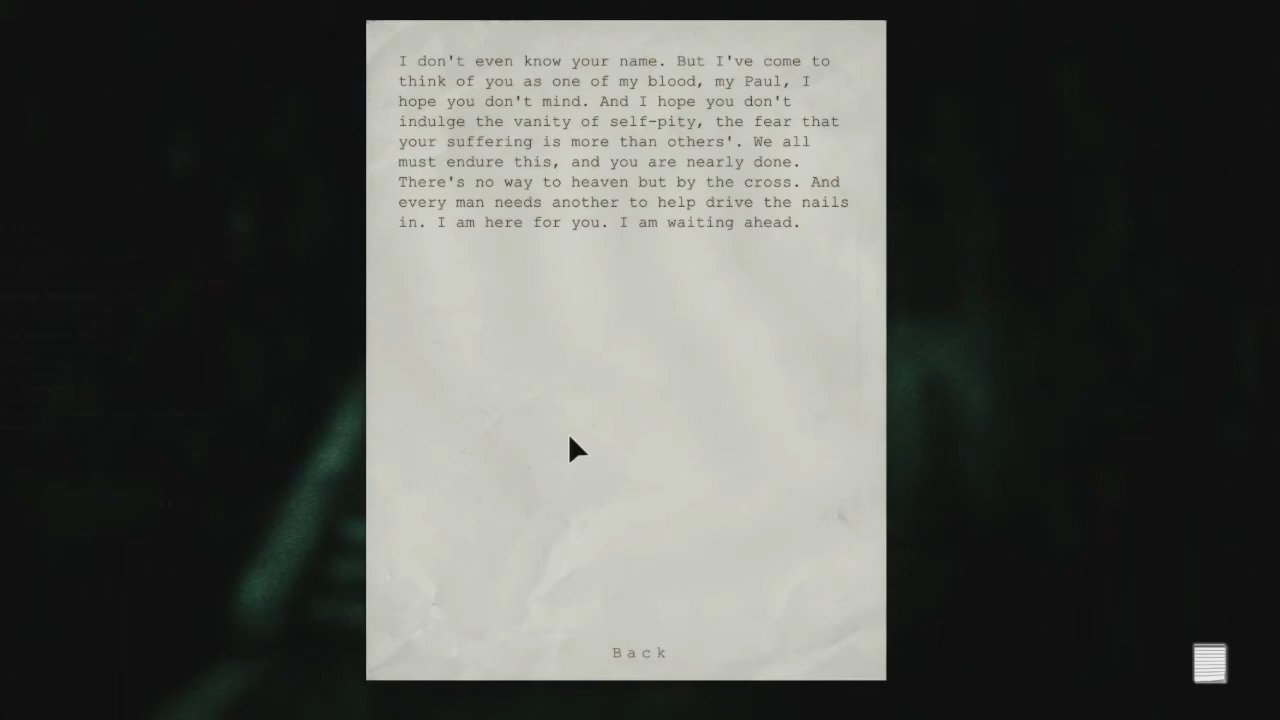 I don't even know your name. But I've come to
think of you as one of my blood, my Paul, I
hope you don't mind. And I hope you don't
indulge the vanity of self-pity, the fear that
your suffering is more than others'. We all
must endure this, and you are nearly done.
There's no way to heaven but by the cross. And
every man needs another to help drive the nails
in. I am here for you. I am waiting ahead.
Back